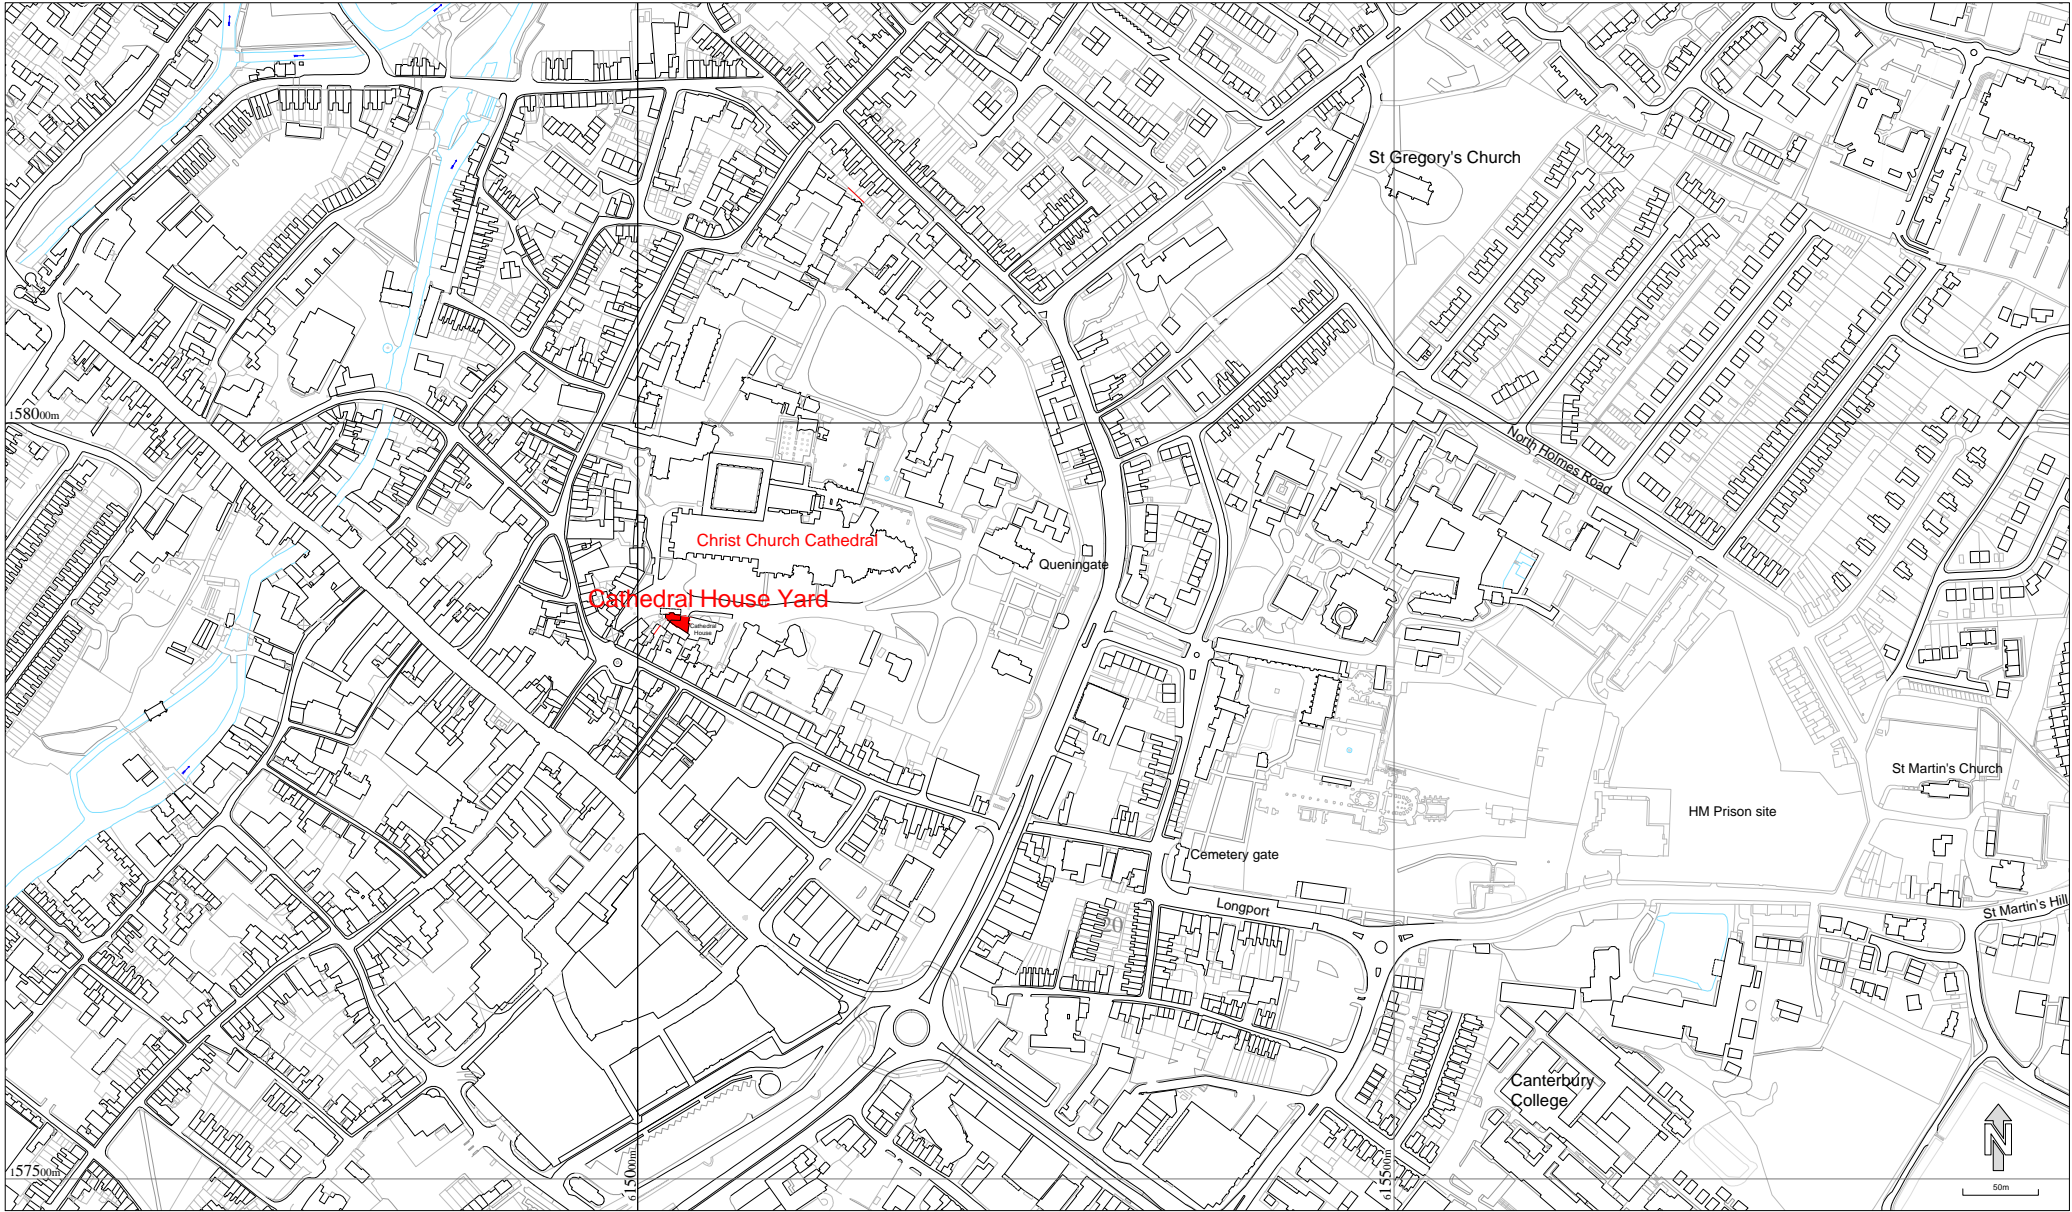 St Gregory's Church
158000m
North Holmes Road
Christ Church Cathedral
Queningate
Cathedral House Yard
Cathedral
House
St Martin's Church
HM Prison site
Cemetery gate
Longport
St Martin's Hill
20
Canterbury
College
N
157500m
615000m
615500m
50m